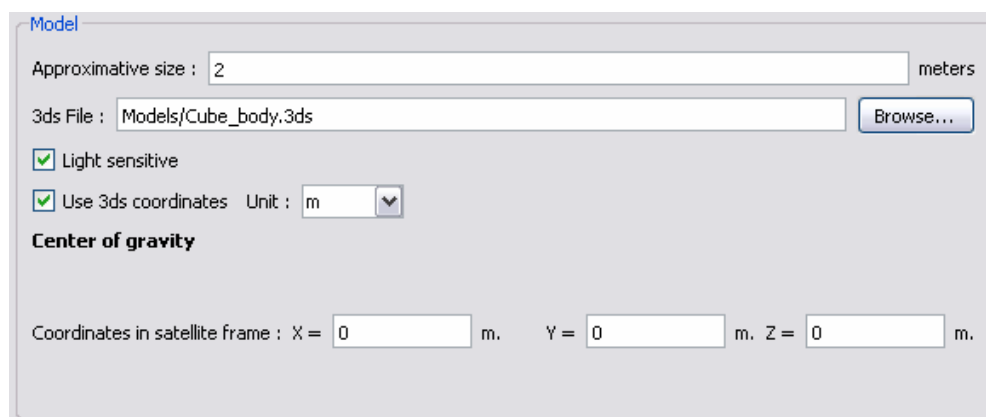 Model
Approximative size : 2 meters
3ds File : Models/Cube_body.3ds Browse...
Light sensitive
Use 3ds coordinates Unit : m
Center of gravity
Coordinates in satellite frame : X = 0 m. Y = 0 m. Z = 0 m.